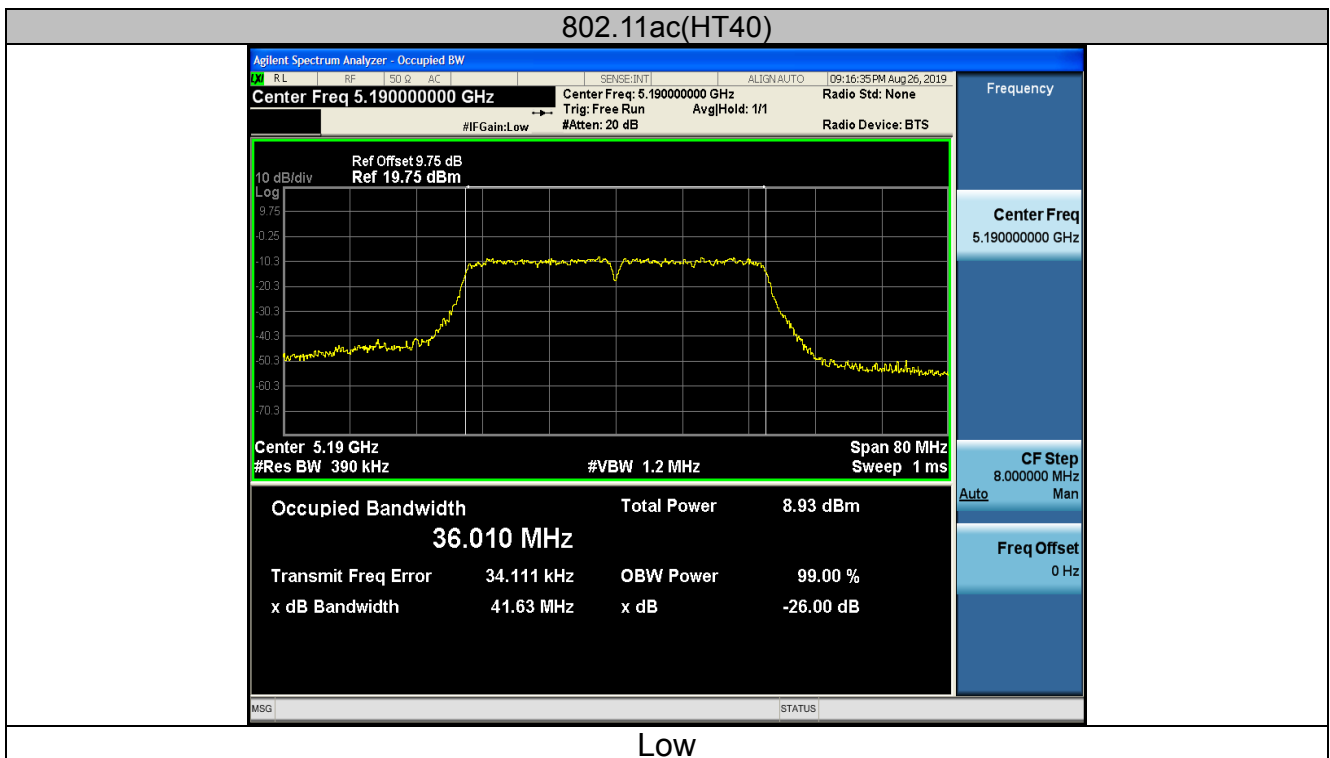 802.11ac(HT40)
Agilent Spectrum Analyzer - Occupied BW
LXI RL RF 50 Ω AC SENSE:INT ALIGN AUTO 09:16:35 PM Aug 26, 2019
Center Freq 5.190000000 GHz Center Freq: 5.190000000 GHz Radio Std: None
Trig: Free Run Avg|Hold: 1/1
#IFGain:Low #Atten: 20 dB Radio Device: BTS
Frequency
Ref Offset 9.75 dB
10 dB/div Ref 19.75 dBm
Log
9.75
-0.25
-10.3
-20.3
-30.3
-40.3
-50.3
-60.3
-70.3
Center 5.19 GHz Span 80 MHz
#Res BW 390 kHz #VBW 1.2 MHz Sweep 1 ms
Center Freq
5.190000000 GHz
CF Step
8.000000 MHz
Auto Man
Freq Offset
0 Hz
Occupied Bandwidth Total Power 8.93 dBm
36.010 MHz
Transmit Freq Error 34.111 kHz OBW Power 99.00 %
x dB Bandwidth 41.63 MHz x dB -26.00 dB
MSG STATUS
Low